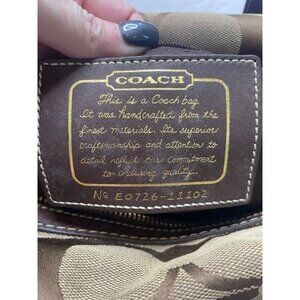 COACH
This is a Coach bag.
It was handcrafted from the
finest materials. Its superior
craftsmanship and attention to
detail reflect our commitment
to enduring quality.
No E0726-11102